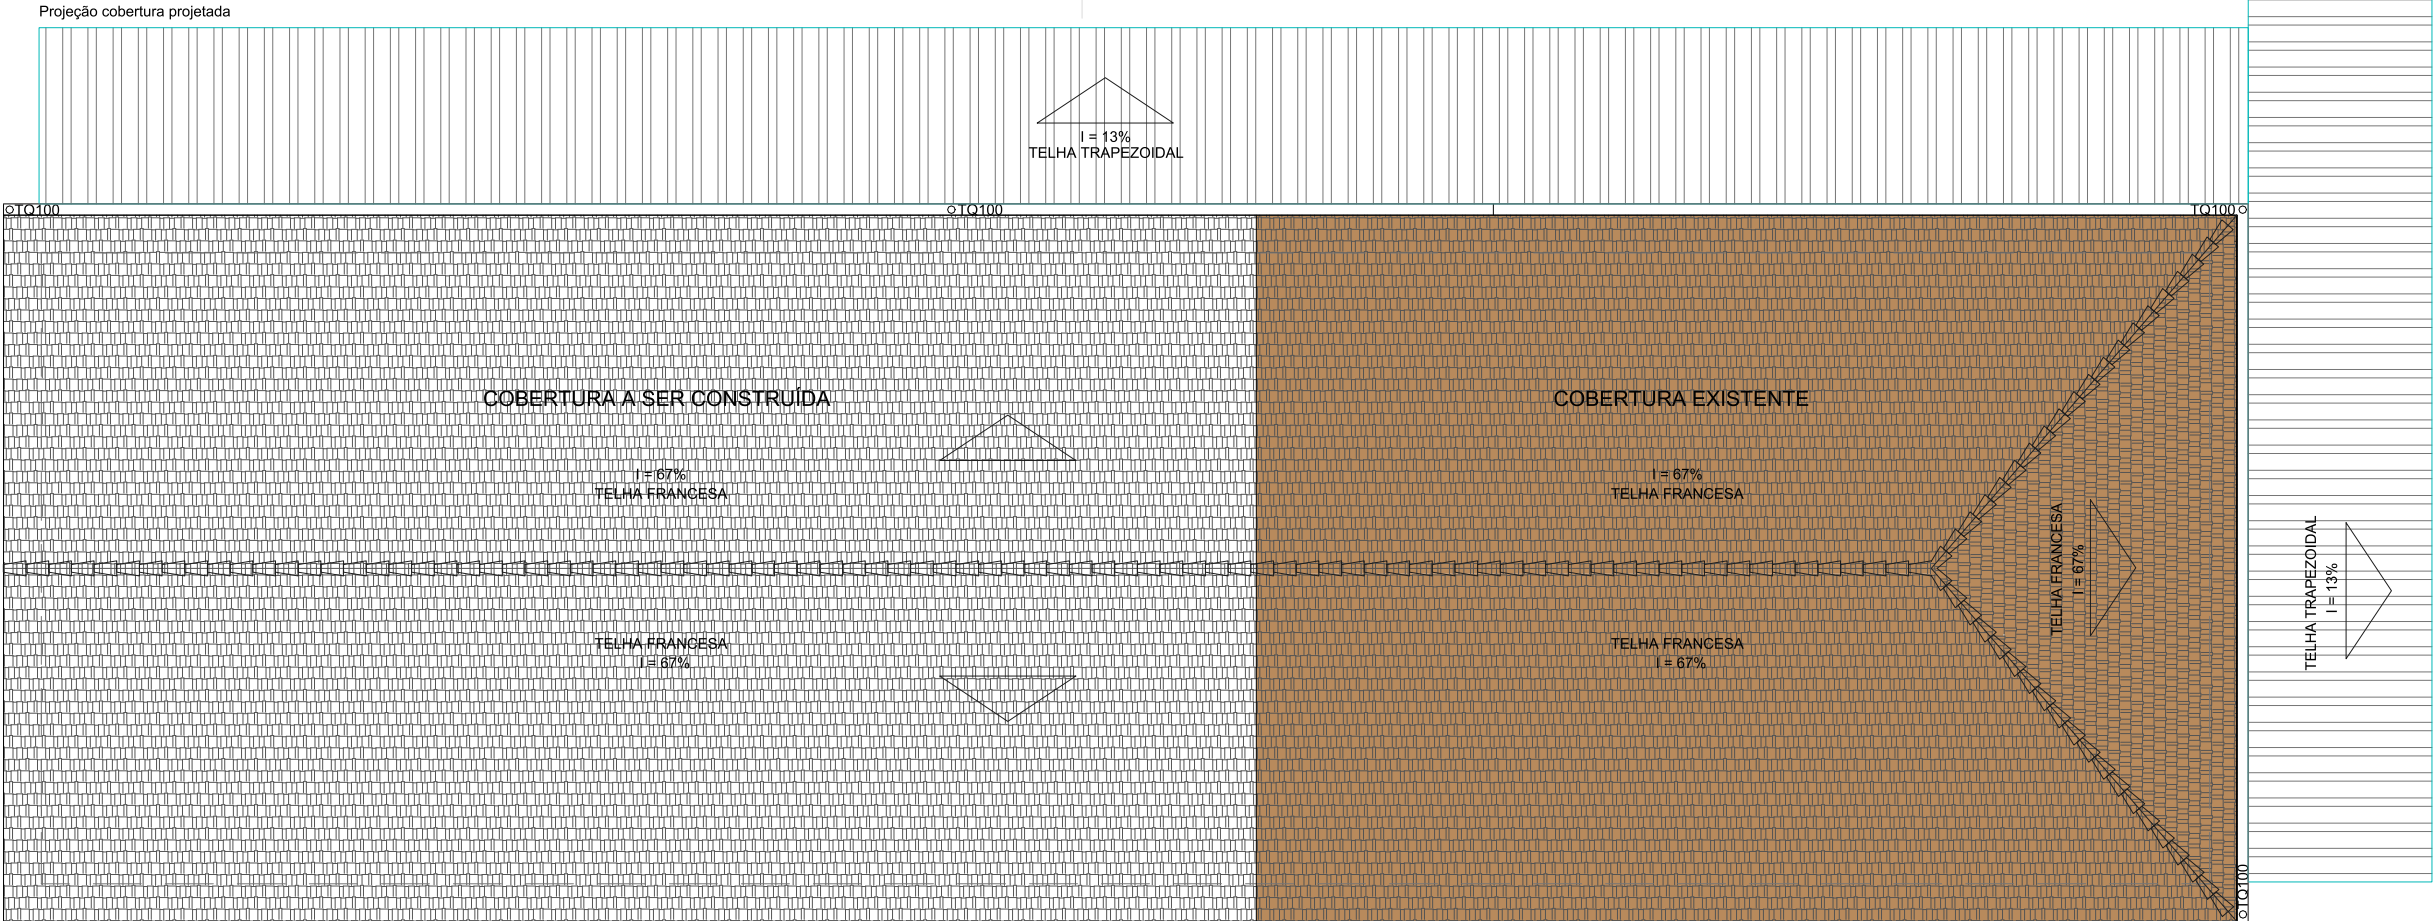 Projeção cobertura projetada
I = 13%
TELHA TRAPEZOIDAL
TQ100
TQ100
TQ100
COBERTURA A SER CONSTRUÍDA
COBERTURA EXISTENTE
I = 67%
TELHA FRANCESA
I = 67%
TELHA FRANCESA
TELHA FRANCESA
I = 67%
TELHA TRAPEZOIDAL
I = 13%
TELHA FRANCESA
I = 67%
TELHA FRANCESA
I = 67%
TQ100